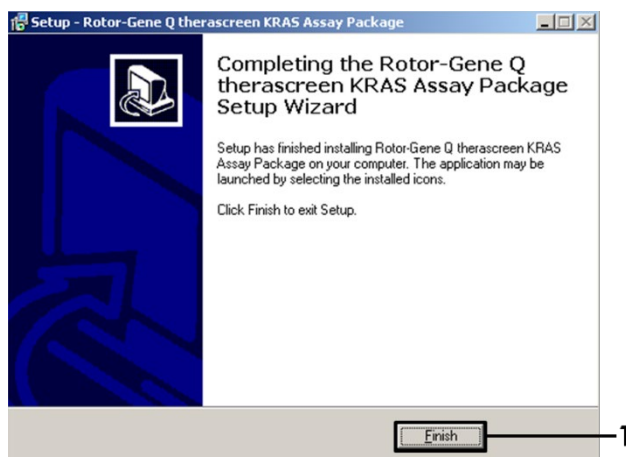 Setup - Rotor-Gene Q therascreen KRAS Assay Package
Completing the Rotor-Gene Q
therascreen KRAS Assay Package
Setup Wizard
Setup has finished installing Rotor-Gene Q therascreen KRAS
Assay Package on your computer. The application may be
launched by selecting the installed icons.
Click Finish to exit Setup.
Finish
1